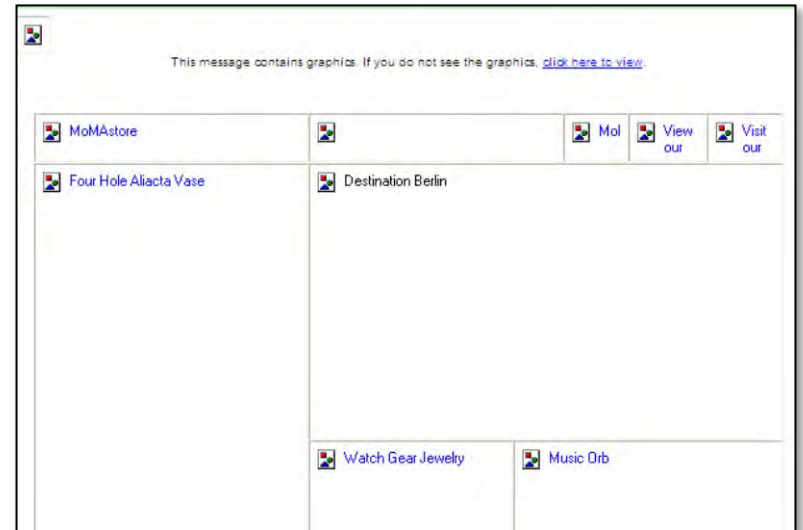 This message contains graphics. If you do not see the graphics, click here to view.
MoMAstore
Mol
View
our
Visit
our
Four Hole Aliacta Vase
Destination Berlin
Watch Gear Jewelry
Music Orb